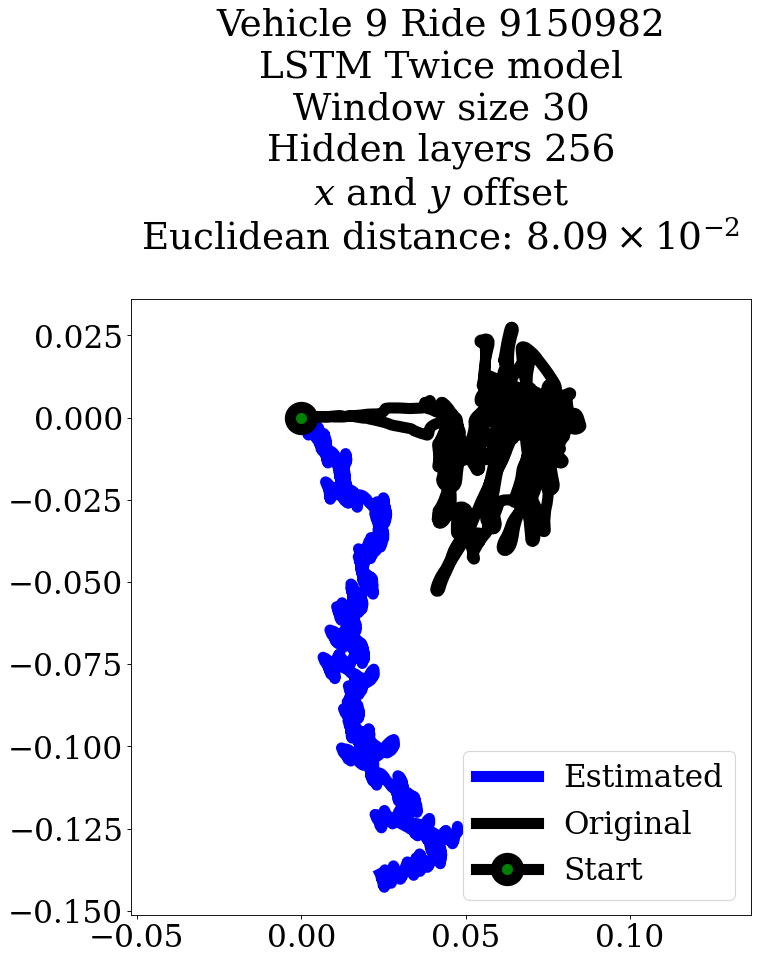 Vehicle 9 Ride 9150982
LSTM Twice model
Window size 30
Hidden layers 256
x and y offset
Euclidean distance: 8.09 × 10⁻²
0.025
0.000
−0.025
−0.050
−0.075
−0.100
−0.125
−0.150
Estimated
Original
Start
−0.05
0.00
0.05
0.10